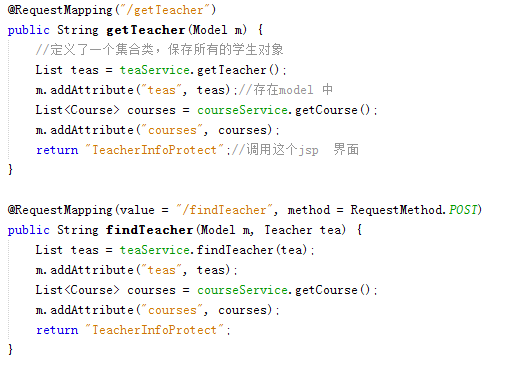 @RequestMapping("/getTeacher")
public String getTeacher(Model m) {
    //定义了一个集合类，保存所有的学生对象
    List teas = teaService.getTeacher();
    m.addAttribute("teas", teas);//存在model 中
    List<Course> courses = courseService.getCourse();
    m.addAttribute("courses", courses);
    return "TeacherInfoProtect";//调用这个jsp  界面
}
@RequestMapping(value = "/findTeacher", method = RequestMethod.POST)
public String findTeacher(Model m, Teacher tea) {
    List teas = teaService.findTeacher(tea);
    m.addAttribute("teas", teas);
    List<Course> courses = courseService.getCourse();
    m.addAttribute("courses", courses);
    return "TeacherInfoProtect";
}